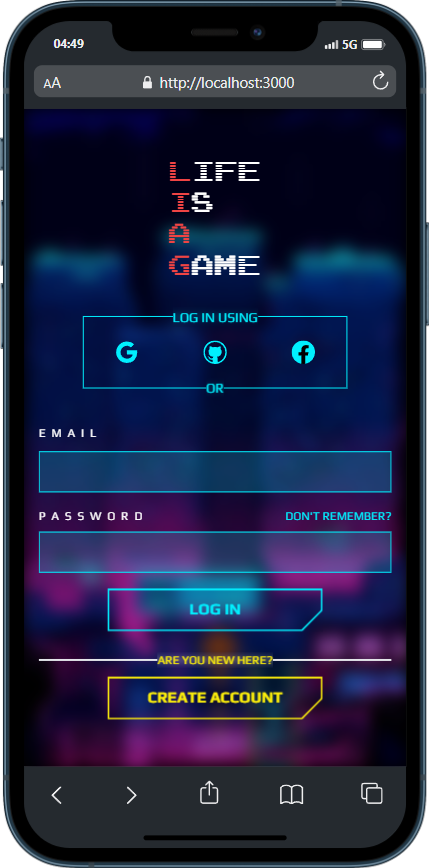 04:49
5G
AA
http://localhost:3000
LIFE
IS
A
GAME
LOG IN USING
OR
EMAIL
PASSWORD
DON'T REMEMBER?
LOG IN
ARE YOU NEW HERE?
CREATE ACCOUNT